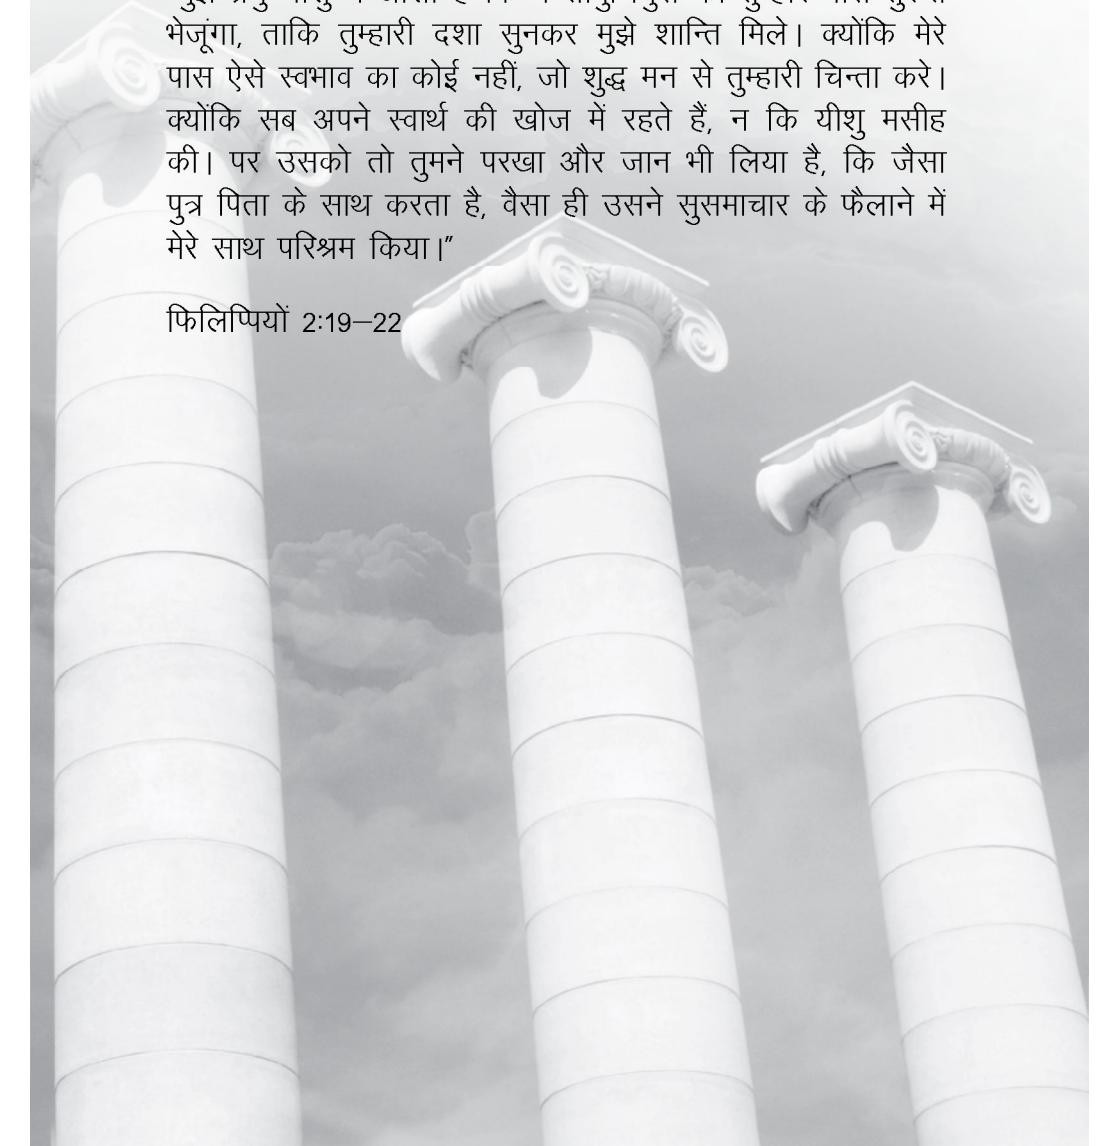 भेजूंगा, ताकि तुम्हारी दशा सुनकर मुझे शान्ति मिले। क्योंकि मेरे
पास ऐसे स्वभाव का कोई नहीं, जो शुद्ध मन से तुम्हारी चिन्ता करे।
क्योंकि सब अपने स्वार्थ की खोज में रहते हैं, न कि यीशु मसीह
की। पर उसको तो तुमने परखा और जान भी लिया है, कि जैसा
पुत्र पिता के साथ करता है, वैसा ही उसने सुसमाचार के फैलाने में
मेरे साथ परिश्रम किया।”
फिलिप्पियों 2:19–22